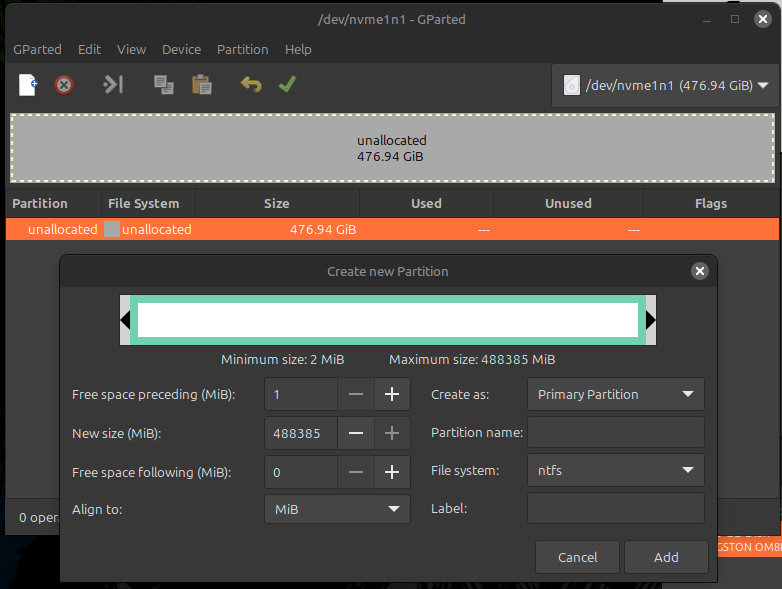 /dev/nvme1n1 - GParted
GParted Edit View Device Partition Help
/dev/nvme1n1 (476.94 GiB)
unallocated
476.94 GiB
Partition File System Size Used Unused Flags
unallocated unallocated 476.94 GiB --- ---
Create new Partition
Minimum size: 2 MiB Maximum size: 488385 MiB
Free space preceding (MiB): 1 Create as: Primary Partition
New size (MiB): 488385 Partition name:
Free space following (MiB): 0 File system: ntfs
Align to: MiB Label:
0 oper
GSTON OM8
Cancel Add